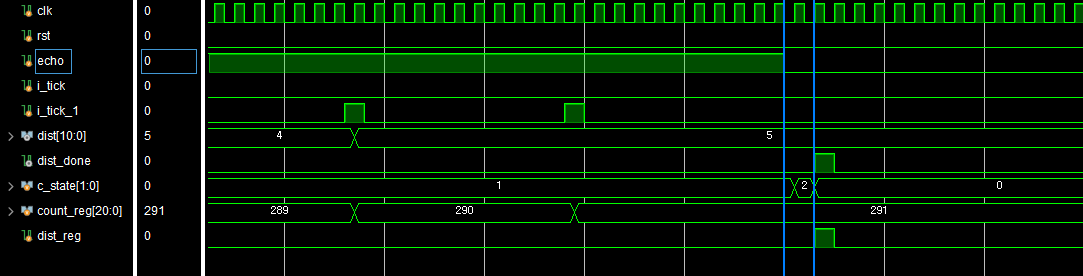 clk 0
rst 0
echo 0
i_tick 0
i_tick_1 0
dist[10:0] 5 4 5
dist_done 0
c_state[1:0] 0 1 2 0
count_reg[20:0] 291 289 290 291
dist_reg 0